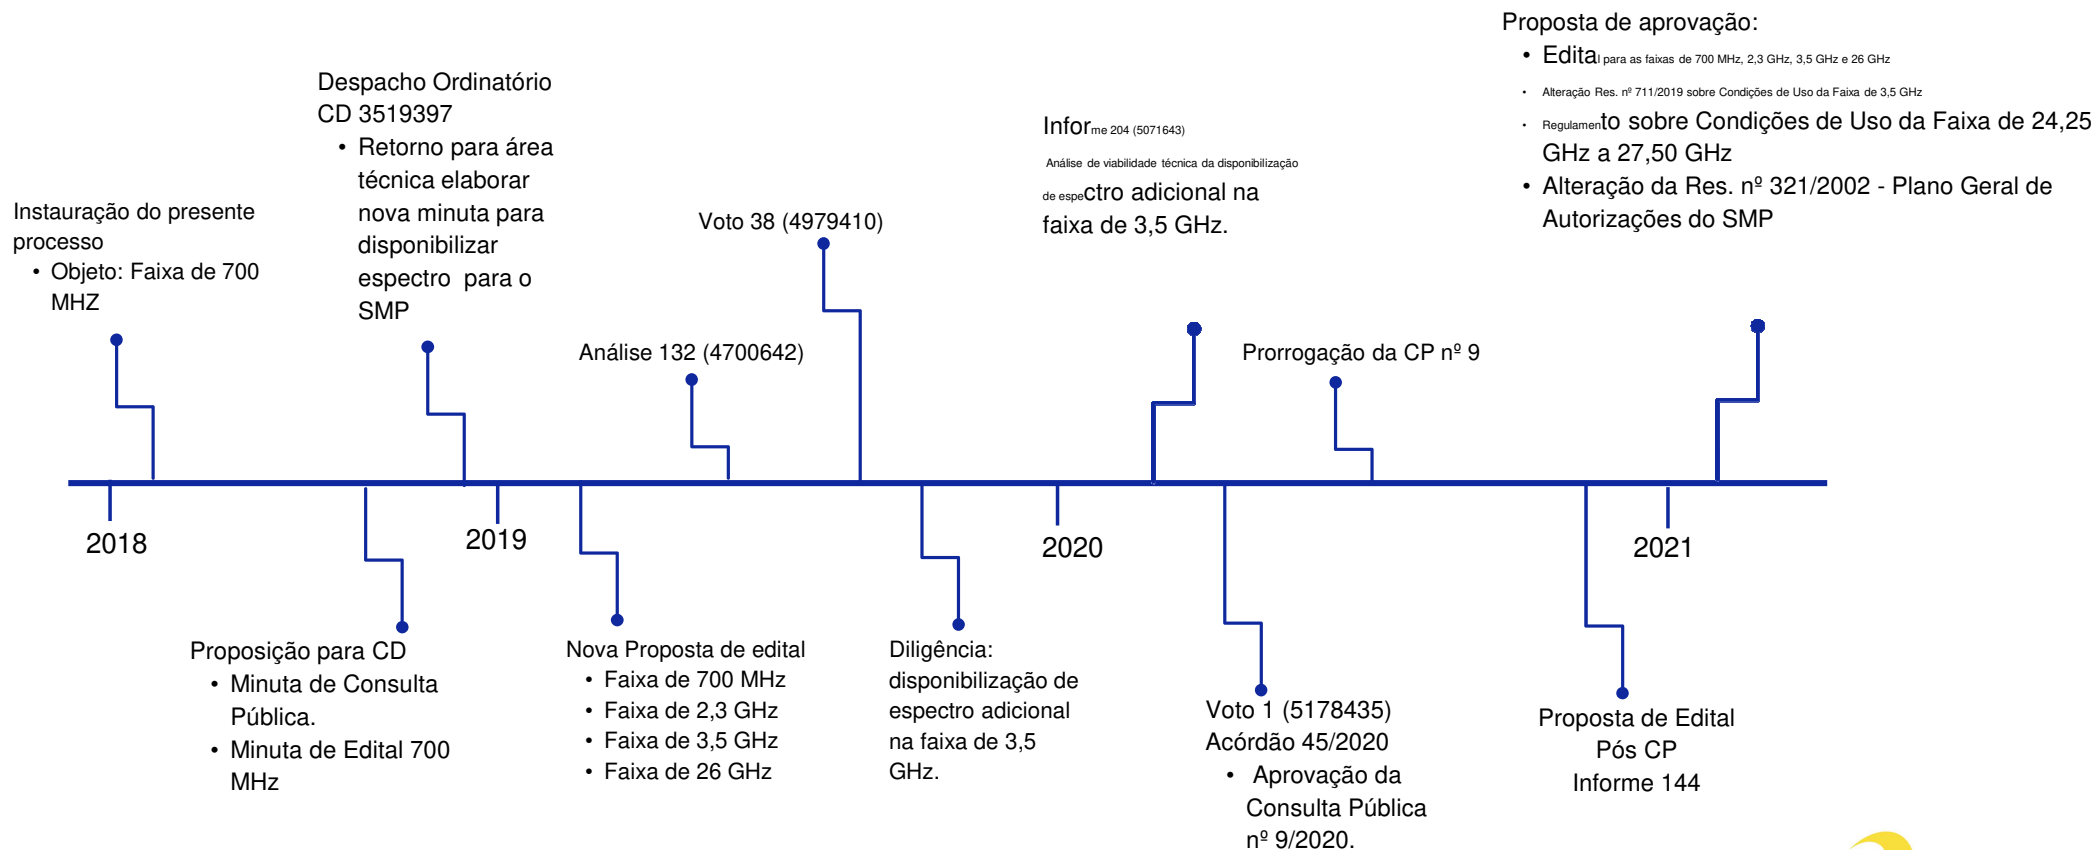 Instauração do presente
processo
• Objeto: Faixa de 700
MHZ
Despacho Ordinatório
CD 3519397
• Retorno para área
técnica elaborar
nova minuta para
disponibilizar
espectro para o
SMP
Análise 132 (4700642)
Voto 38 (4979410)
Informe 204 (5071643)
Análise de viabilidade técnica da disponibilização
de espectro adicional na
faixa de 3,5 GHz.
Prorrogação da CP nº 9
Proposta de aprovação:
• Edital para as faixas de 700 MHz, 2,3 GHz, 3,5 GHz e 26 GHz
• Alteração Res. nº 711/2019 sobre Condições de Uso da Faixa de 3,5 GHz
• Regulamento sobre Condições de Uso da Faixa de 24,25
GHz a 27,50 GHz
• Alteração da Res. nº 321/2002 - Plano Geral de
Autorizações do SMP
2018
2019
2020
2021
Proposição para CD
• Minuta de Consulta
Pública.
• Minuta de Edital 700
MHz
Nova Proposta de edital
• Faixa de 700 MHz
• Faixa de 2,3 GHz
• Faixa de 3,5 GHz
• Faixa de 26 GHz
Diligência:
disponibilização de
espectro adicional
na faixa de 3,5
GHz.
Voto 1 (5178435)
Acórdão 45/2020
• Aprovação da
Consulta Pública
nº 9/2020.
Proposta de Edital
Pós CP
Informe 144